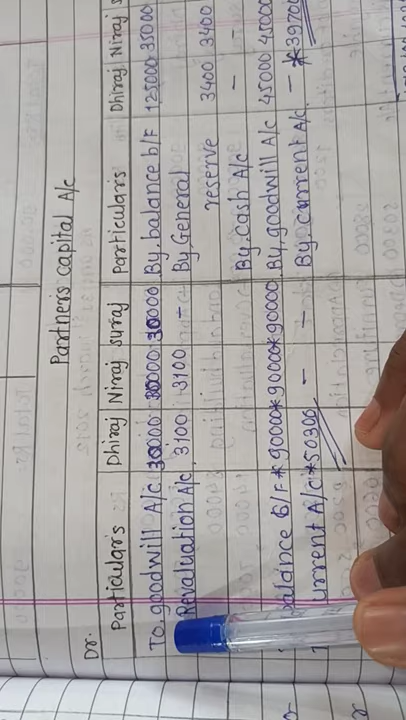 Partners capital A/c
Dr.
Particulars Dhiraj Niraj suraj Particulars Dhiraj Niraj s
To, goodwill A/c 30000 30000 30000 By, balance b/f 125000 35000
Revaluation A/c 3100 3100 - By, General reserve 3400 3400
By, cash A/c - -
balance b/f * 90000 * 90000 * 90000 By, goodwill A/c 45000 45000
urrent A/c * 50300 - - By, current A/c - * 3970